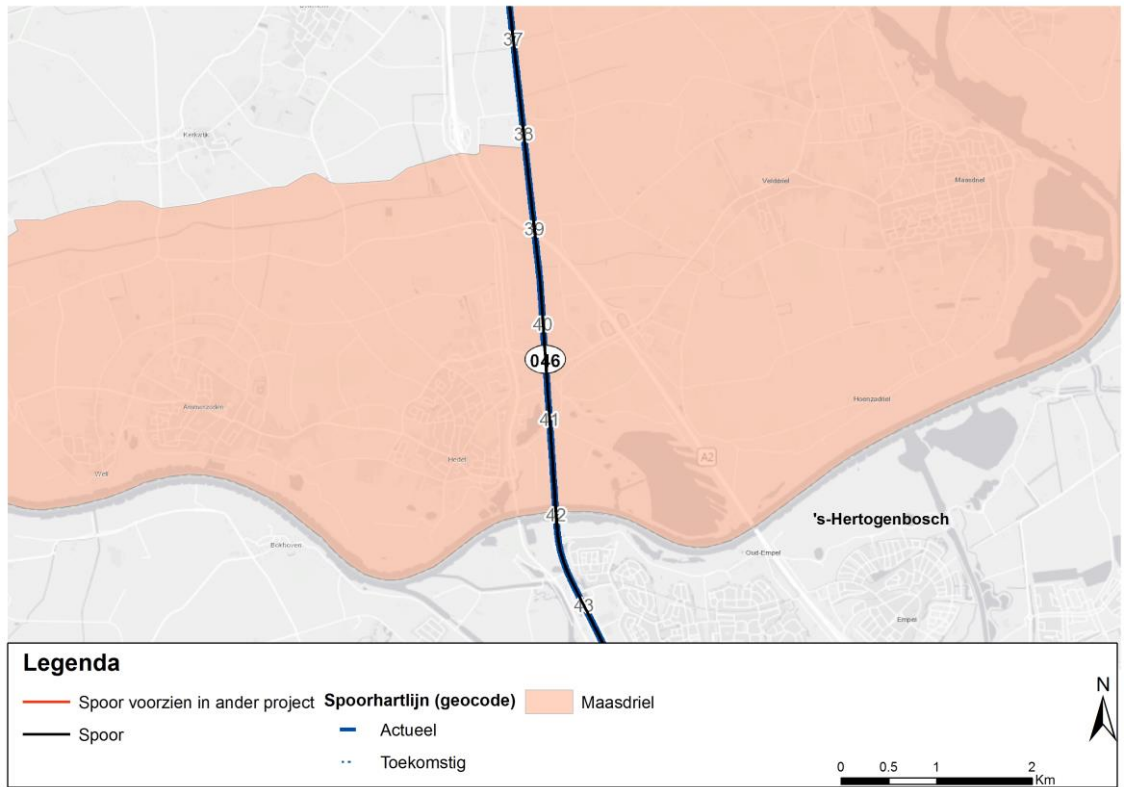 37
38
Kerkwijk
Velddriel
Maasdriel
39
40
046
Hoenzadriel
Ammerzoden
41
A2
Hedel
Well
42
's-Hertogenbosch
Bokhoven
Oud-Empel
43
Empel
Legenda
Spoor voorzien in ander project
Spoor
Spoorhartlijn (geocode)
Actueel
Toekomstig
Maasdriel
N
0 0.5 1 2
Km